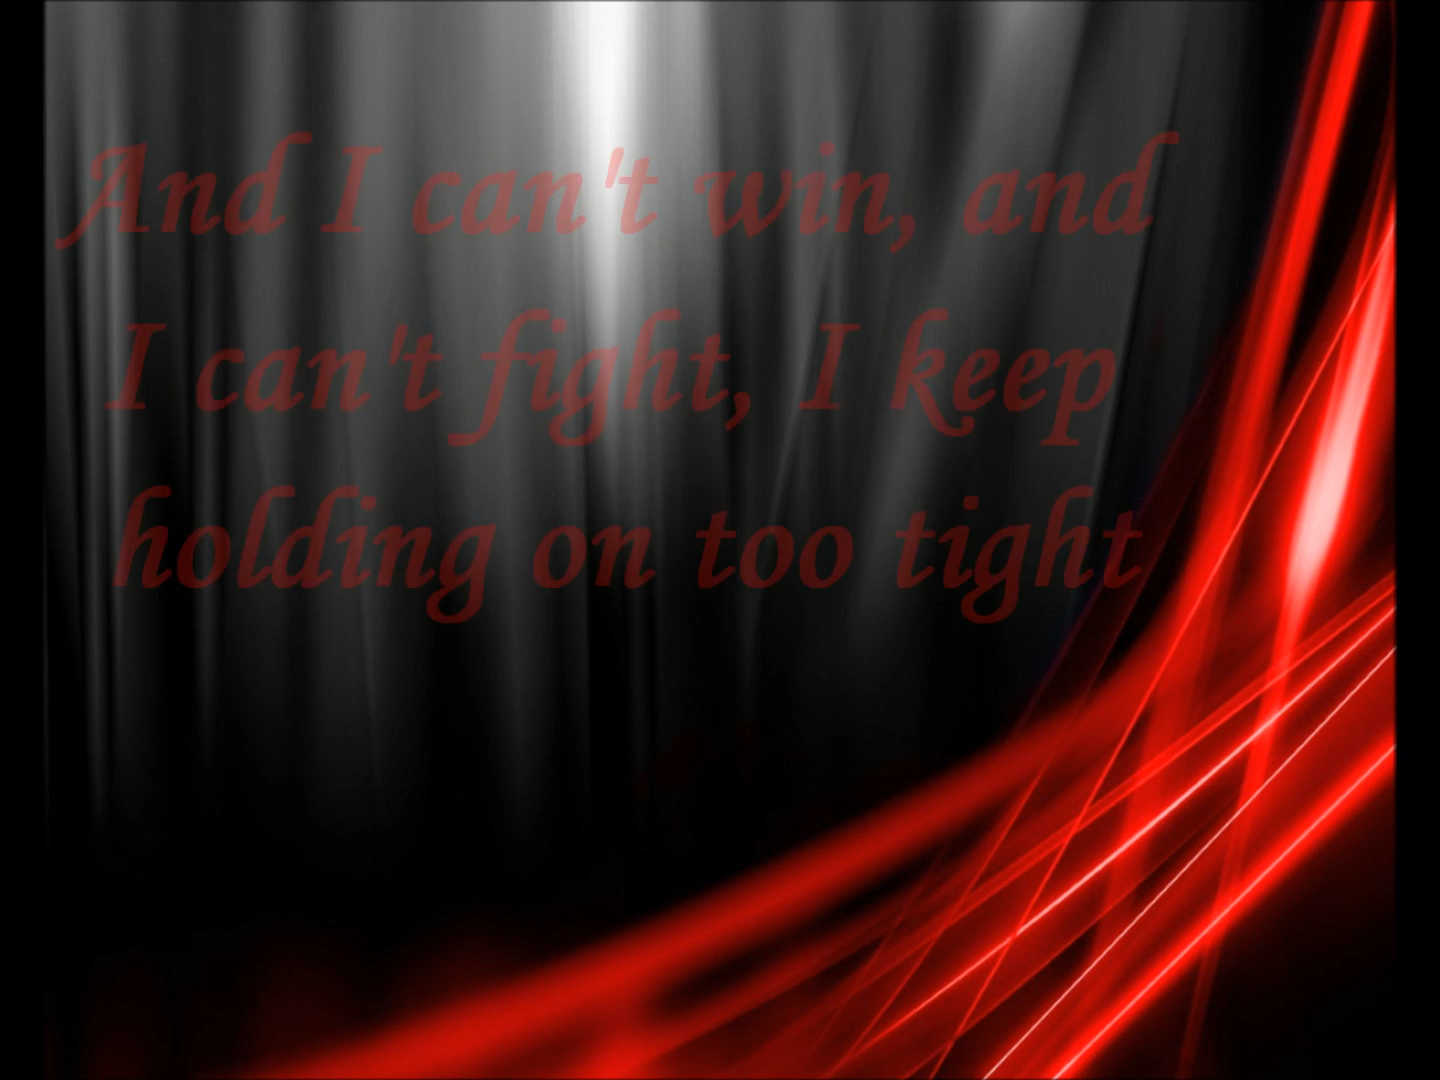 And I can't win, and
I can't fight, I keep
holding on too tight